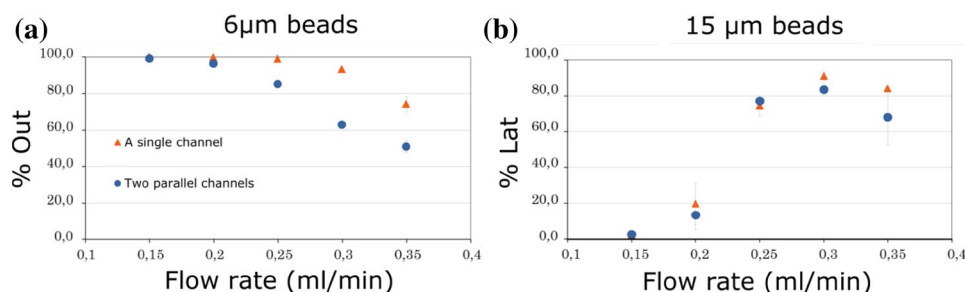 (a)
6µm beads
% Out
100,0
80,0
60,0
40,0
20,0
0,0
A single channel
Two parallel channels
0,1
0,15
0,2
0,25
0,3
0,35
0,4
Flow rate (ml/min)
(b)
15 µm beads
% Lat
100,0
80,0
60,0
40,0
20,0
0,0
0,1
0,15
0,2
0,25
0,3
0,35
0,4
Flow rate (ml/min)